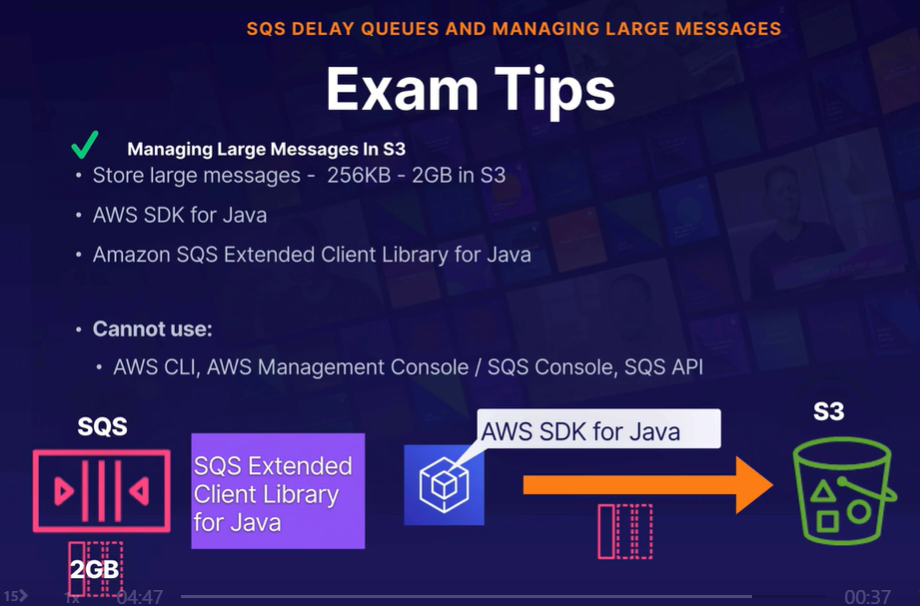 SQS DELAY QUEUES AND MANAGING LARGE MESSAGES
Exam Tips
Managing Large Messages In S3
• Store large messages - 256KB - 2GB in S3
• AWS SDK for Java
• Amazon SQS Extended Client Library for Java
• Cannot use:
• AWS CLI, AWS Management Console / SQS Console, SQS API
SQS
SQS Extended
Client Library
for Java
AWS SDK for Java
S3
2GB
15
1x
04:47
00:37